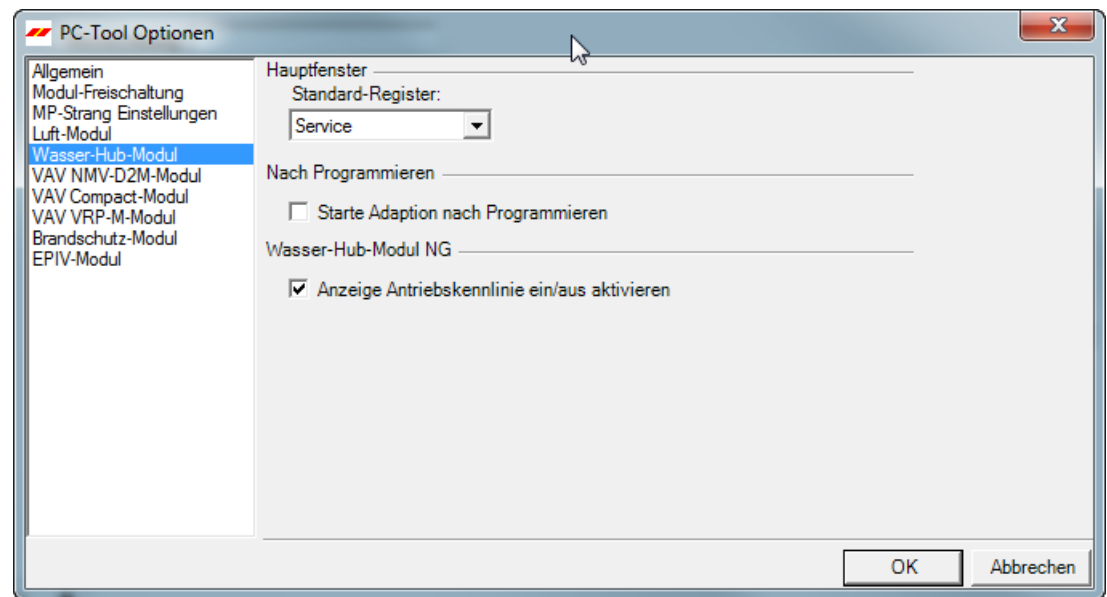 PC-Tool Optionen
Allgemein
Modul-Freischaltung
MP-Strang Einstellungen
Luft-Modul
Wasser-Hub-Modul
VAV NMV-D2M-Modul
VAV Compact-Modul
VAV VRP-M-Modul
Brandschutz-Modul
EPIV-Modul
Hauptfenster
Standard-Register:
Service
Nach Programmieren
Starte Adaption nach Programmieren
Wasser-Hub-Modul NG
Anzeige Antriebskennlinie ein/aus aktivieren
OK
Abbrechen